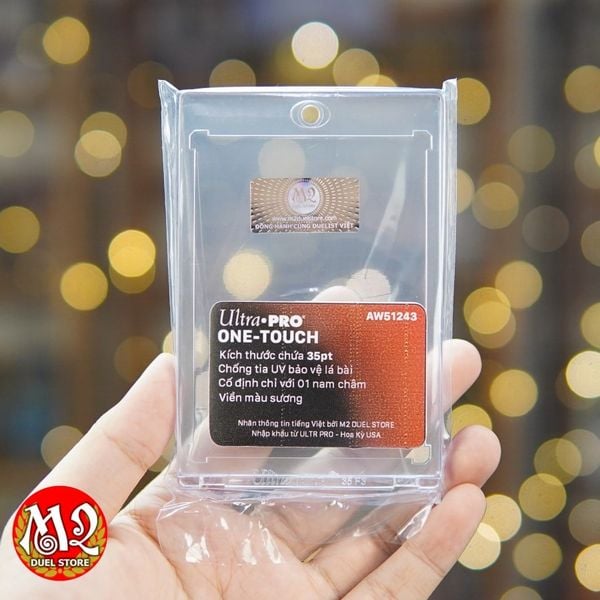 M2
www.m2duelstore.com
ĐỒNG HÀNH CÙNG DUELIST VIỆT
Ultra•PRO®
AW51243
ONE-TOUCH
Kích thước chứa 35pt
Chống tia UV bảo vệ lá bài
Cố định chỉ với 01 nam châm
Viền màu sương
Nhãn thông tin tiếng Việt bởi M2 DUEL STORE
Nhập khẩu từ ULTR PRO - Hoa Kỳ USA
M2
DUEL STORE